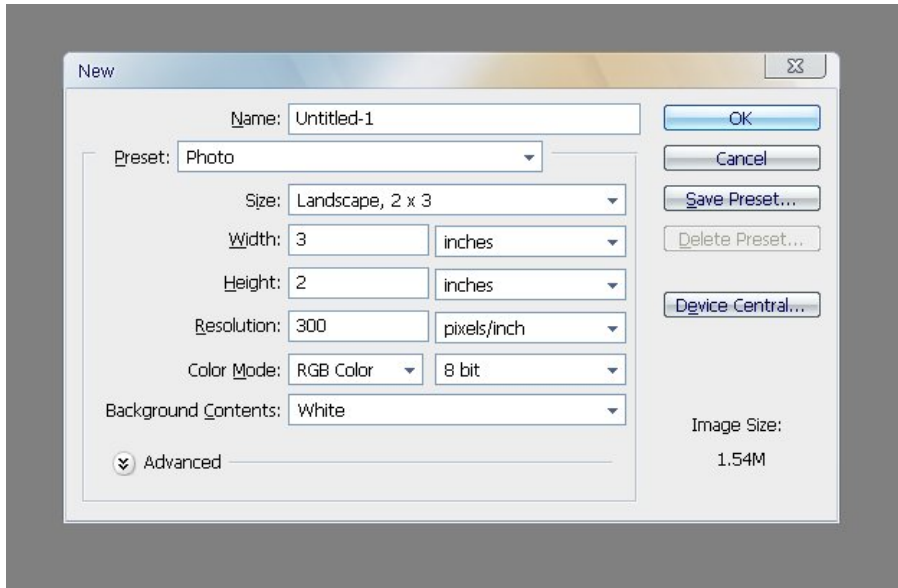 New
Name: Untitled-1
OK
Preset: Photo
Cancel
Size: Landscape, 2 x 3
Save Preset...
Width: 3 inches
Delete Preset...
Height: 2 inches
Device Central...
Resolution: 300 pixels/inch
Color Mode: RGB Color 8 bit
Background Contents: White
Image Size:
1.54M
Advanced